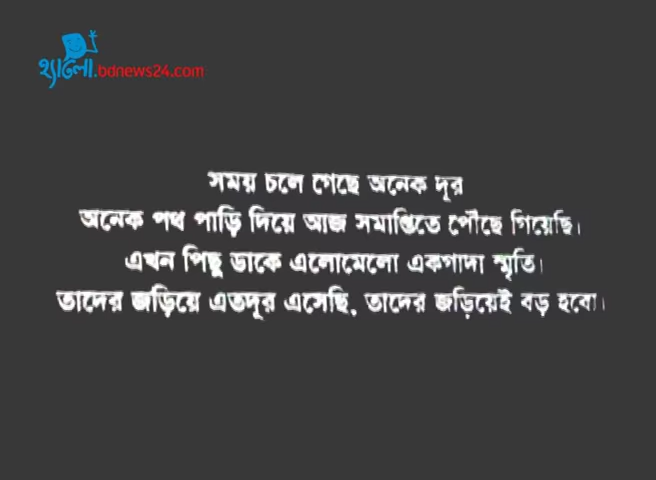 হ্যালো.bdnews24.com
সময় চলে গেছে অনেক দূর
অনেক পথ পাড়ি দিয়ে আজ সমাপ্তিতে পৌঁছে গিয়েছি।
এখন পিছু ডাকে এলোমেলো একগাদা স্মৃতি।
তাদের জড়িয়ে এতদূর এসেছি, তাদের জড়িয়েই বড় হবো।